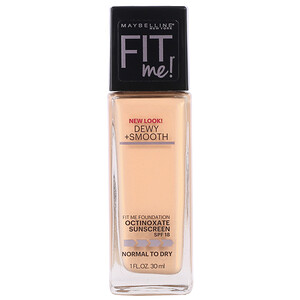 MAYBELLINE
NEW YORK
FIT
me!
NEW LOOK!
DEWY
+SMOOTH
FIT ME FOUNDATION
OCTINOXATE
SUNSCREEN
SPF 18
NORMAL TO DRY
1 FL.OZ. 30 ml